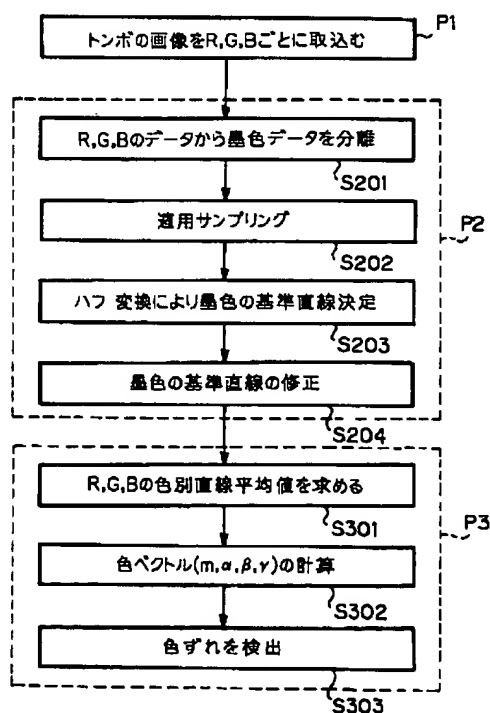 P1
トンボの画像をR,G,Bごとに取込む
R,G,Bのデータから墨色データを分離
S201
適用サンプリング
P2
S202
ハフ 変換により墨色の基準直線決定
S203
墨色の基準直線の修正
S204
R,G,Bの色別直線平均値を求める
S301
P3
色ベクトル(m,α,β,γ)の計算
S302
色ずれを検出
S303